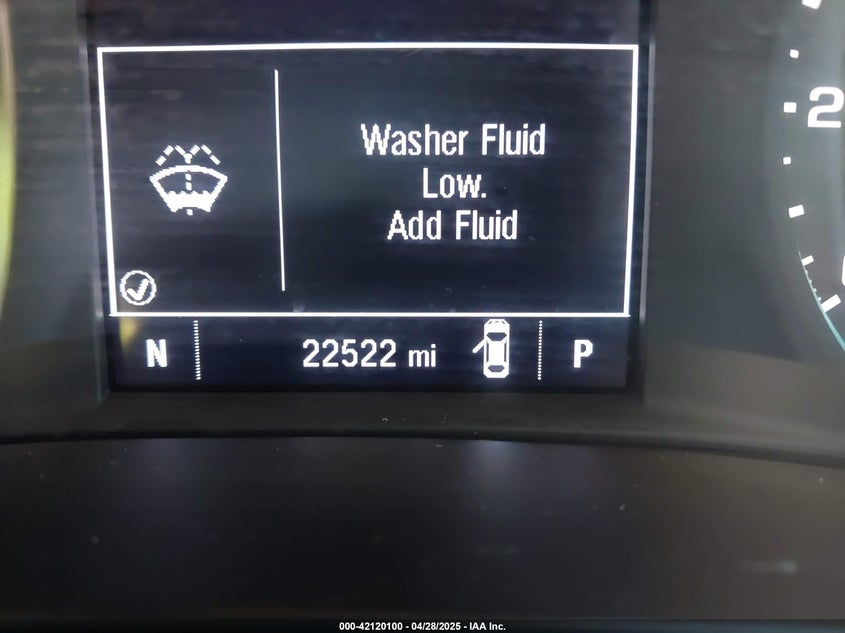 Washer Fluid
Low.
Add Fluid
N 22522 mi P
2
000-42120100 - 04/28/2025 - IAA Inc.